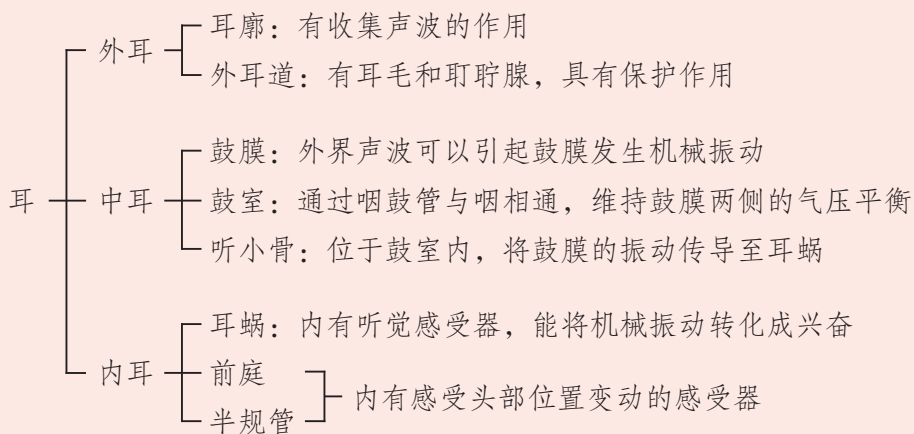 耳廓：有收集声波的作用
外耳
外耳道：有耳毛和耵聍腺，具有保护作用
鼓膜：外界声波可以引起鼓膜发生机械振动
耳
中耳
鼓室：通过咽鼓管与咽相通，维持鼓膜两侧的气压平衡
听小骨：位于鼓室内，将鼓膜的振动传导至耳蜗
耳蜗：内有听觉感受器，能将机械振动转化成兴奋
内耳
前庭
内有感受头部位置变动的感受器
半规管